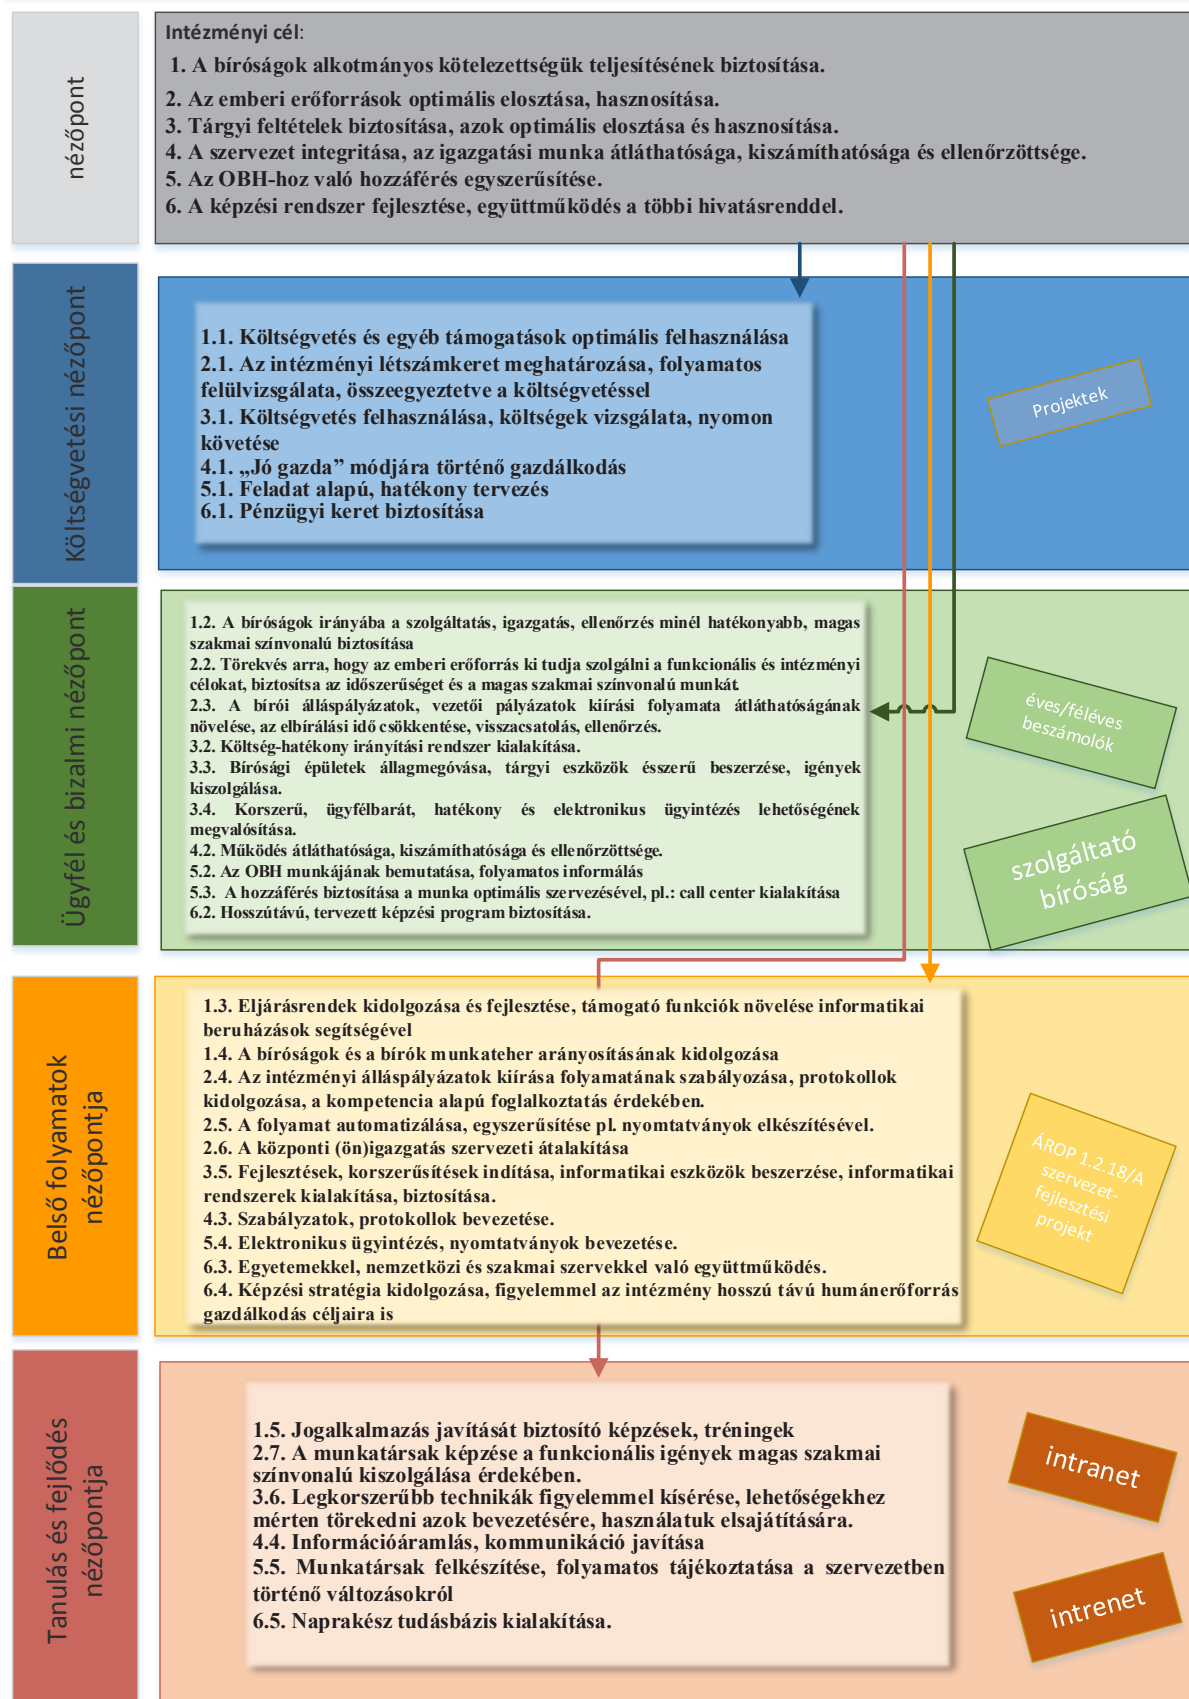 nézőpont
Intézményi cél:
1. A bíróságok alkotmányos kötelezettségük teljesítésének biztosítása.
2. Az emberi erőforrások optimális elosztása, hasznosítása.
3. Tárgyi feltételek biztosítása, azok optimális elosztása és hasznosítása.
4. A szervezet integritása, az igazgatási munka átláthatósága, kiszámíthatósága és ellenőrzöttsége.
5. Az OBH-hoz való hozzáférés egyszerűsítése.
6. A képzési rendszer fejlesztése, együttműködés a többi hivatásrenddel.
Költségvetési nézőpont
1.1. Költségvetés és egyéb támogatások optimális felhasználása
2.1. Az intézményi létszámkeret meghatározása, folyamatos
felülvizsgálata, összeegyeztetve a költségvetéssel
3.1. Költségvetés felhasználása, költségek vizsgálata, nyomon
követése
4.1. „Jó gazda” módjára történő gazdálkodás
5.1. Feladat alapú, hatékony tervezés
6.1. Pénzügyi keret biztosítása
Projektek
Ügyfél és bizalmi nézőpont
1.2. A bíróságok irányába a szolgáltatás, igazgatás, ellenőrzés minél hatékonyabb, magas
szakmai színvonalú biztosítása
2.2. Törekvés arra, hogy az emberi erőforrás ki tudja szolgálni a funkcionális és intézményi
célokat, biztosítsa az időszerűséget és a magas szakmai színvonalú munkát.
2.3. A bírói álláspályázatok, vezetői pályázatok kiírási folyamata átláthatóságának
növelése, az elbírálási idő csökkentése, visszacsatolás, ellenőrzés.
3.2. Költség-hatékony irányítási rendszer kialakítása.
3.3. Bírósági épületek állagmegóvása, tárgyi eszközök ésszerű beszerzése, igények
kiszolgálása.
3.4. Korszerű, ügyfélbarát, hatékony és elektronikus ügyintézés lehetőségének
megvalósítása.
4.2. Működés átláthatósága, kiszámíthatósága és ellenőrzöttsége.
5.2. Az OBH munkájának bemutatása, folyamatos informálás
5.3. A hozzáférés biztosítása a munka optimális szervezésével, pl.: call center kialakítása
6.2. Hosszútávú, tervezett képzési program biztosítása.
éves/féléves
beszámolók
szolgáltató
bíróság
Belső folyamatok
nézőpontja
1.3. Eljárásrendek kidolgozása és fejlesztése, támogató funkciók növelése informatikai
beruházások segítségével
1.4. A bíróságok és a bírók munkateher arányosításának kidolgozása
2.4. Az intézményi álláspályázatok kiírása folyamatának szabályozása, protokollok
kidolgozása, a kompetencia alapú foglalkoztatás érdekében.
2.5. A folyamat automatizálása, egyszerűsítése pl. nyomtatványok elkészítésével.
2.6. A központi (ön)igazgatás szervezeti átalakítása
3.5. Fejlesztések, korszerűsítések indítása, informatikai eszközök beszerzése, informatikai
rendszerek kialakítása, biztosítása.
4.3. Szabályzatok, protokollok bevezetése.
5.4. Elektronikus ügyintézés, nyomtatványok bevezetése.
6.3. Egyetemekkel, nemzetközi és szakmai szervekkel való együttműködés.
6.4. Képzési stratégia kidolgozása, figyelemmel az intézmény hosszú távú humánerőforrás
gazdálkodás céljaira is
ÁROP 1.2.18/A
szervezet-
fejlesztési
projekt
Tanulás és fejlődés
nézőpontja
1.5. Jogalkalmazás javítását biztosító képzések, tréningek
2.7. A munkatársak képzése a funkcionális igények magas szakmai
színvonalú kiszolgálása érdekében.
3.6. Legkorszerűbb technikák figyelemmel kísérése, lehetőségekhez
mérten törekedni azok bevezetésére, használatuk elsajátítására.
4.4. Információáramlás, kommunikáció javítása
5.5. Munkatársak felkészítése, folyamatos tájékoztatása a szervezetben
történő változásokról
6.5. Naprakész tudásbázis kialakítása.
intranet
intrenet